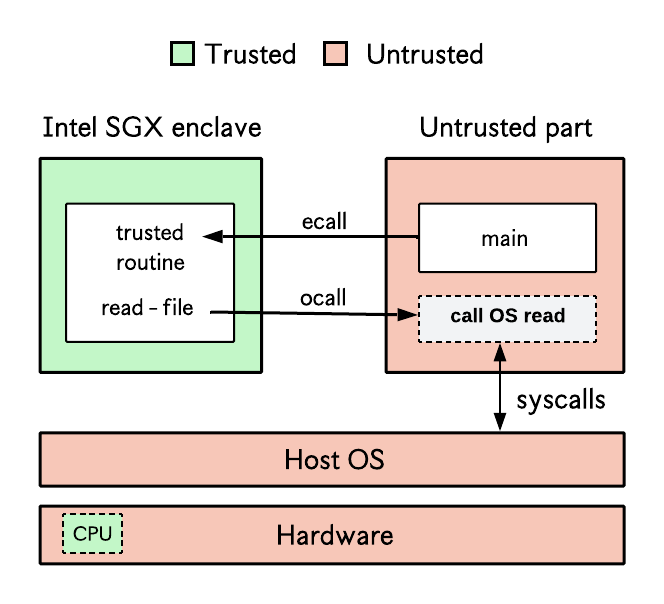 Trusted Untrusted
Intel SGX enclave Untrusted part
trusted
routine
read - file
ecall
ocall
main
call OS read
syscalls
Host OS
CPU
Hardware